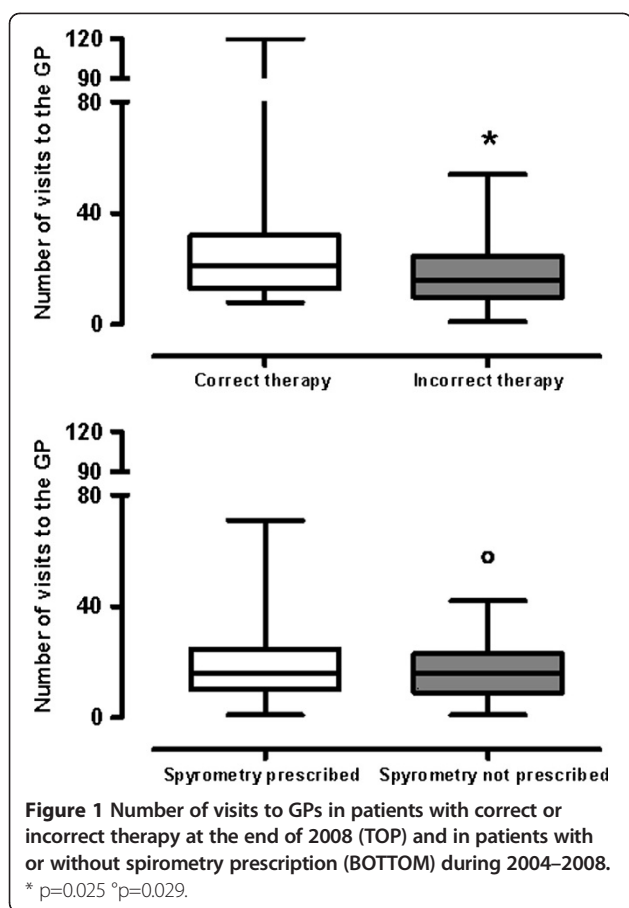 120
90
80
40
0
Number of visits to the GP
*
Correct therapy Incorrect therapy
120
90
80
40
0
Number of visits to the GP
°
Spyrometry prescribed Spyrometry not prescribed
Figure 1 Number of visits to GPs in patients with correct or
incorrect therapy at the end of 2008 (TOP) and in patients with
or without spirometry prescription (BOTTOM) during 2004–2008.
* p=0.025 °p=0.029.